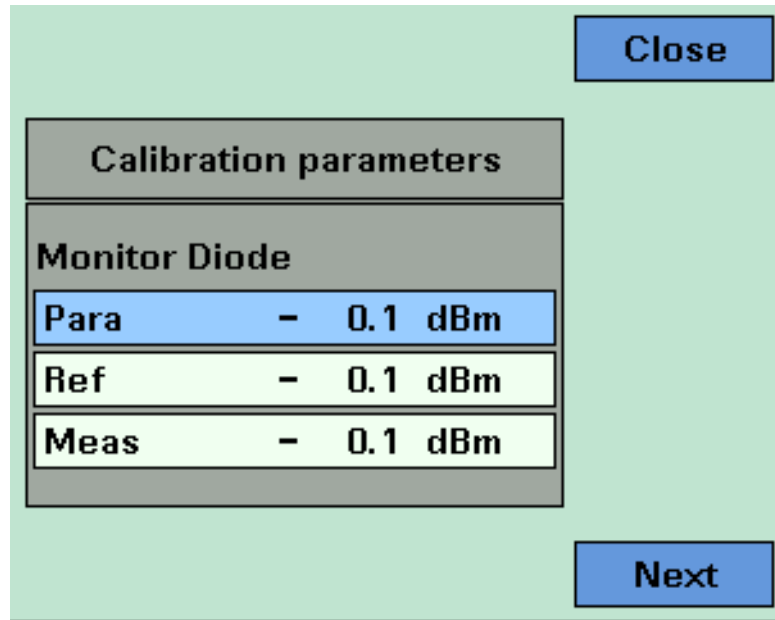 Close
Calibration parameters
Monitor Diode
Para - 0.1 dBm
Ref - 0.1 dBm
Meas - 0.1 dBm
Next